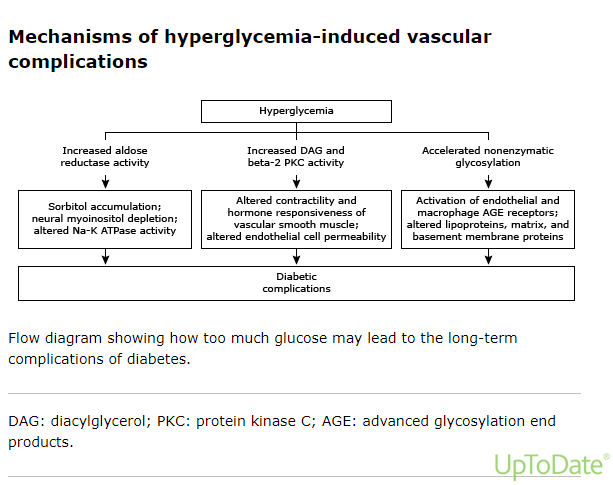 Mechanisms of hyperglycemia-induced vascular
complications
Hyperglycemia
Increased aldose
reductase activity
Increased DAG and
beta-2 PKC activity
Accelerated nonenzymatic
glycosylation
Sorbitol accumulation;
neural myoinositol depletion;
altered Na-K ATPase activity
Altered contractility and
hormone responsiveness of
vascular smooth muscle;
altered endothelial cell permeability
Activation of endothelial and
macrophage AGE receptors;
altered lipoproteins, matrix, and
basement membrane proteins
Diabetic
complications
Flow diagram showing how too much glucose may lead to the long-term
complications of diabetes.
DAG: diacylglycerol; PKC: protein kinase C; AGE: advanced glycosylation end
products.
UpToDate®